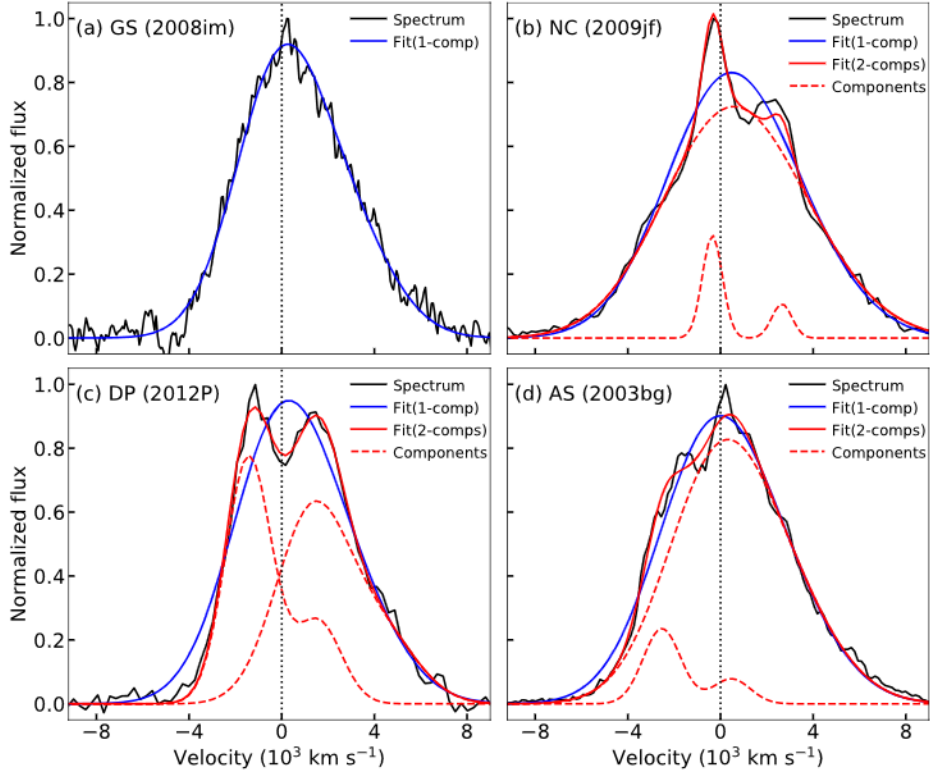 (a) GS (2008im)
Spectrum
Fit(1-comp)
(b) NC (2009jf)
Spectrum
Fit(1-comp)
Fit(2-comps)
Components
Normalized flux
1.0
0.8
0.6
0.4
0.2
0.0
(c) DP (2012P)
Spectrum
Fit(1-comp)
Fit(2-comps)
Components
(d) AS (2003bg)
Spectrum
Fit(1-comp)
Fit(2-comps)
Components
Normalized flux
1.0
0.8
0.6
0.4
0.2
0.0
−8 −4 0 4 8
−8 −4 0 4 8
Velocity (10³ km s⁻¹)
Velocity (10³ km s⁻¹)